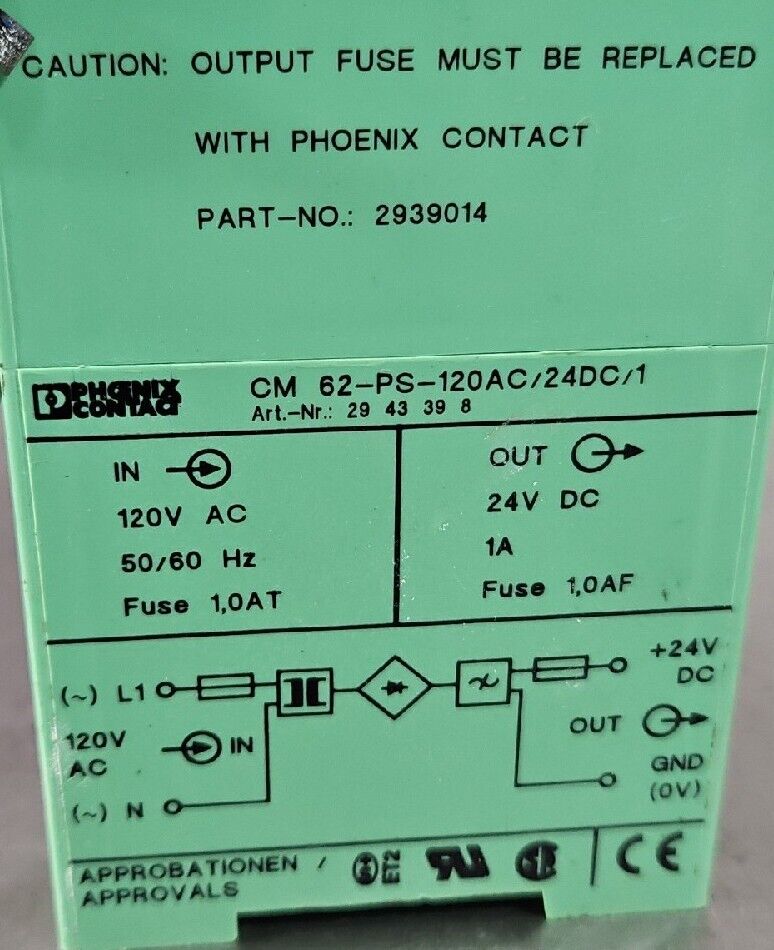 CAUTION: OUTPUT FUSE MUST BE REPLACED
WITH PHOENIX CONTACT
PART-NO.: 2939014
PHOENIX
CONTACT
CM 62-PS-120AC/24DC/1
Art.-Nr.: 29 43 39 8
IN
120V AC
50/60 Hz
Fuse 1,0AT
OUT
24V DC
1A
Fuse 1,0AF
(~) L1
120V
AC
IN
(~) N
+24V
DC
OUT
GND
(0V)
APPROBATIONEN /
APPROVALS
CE